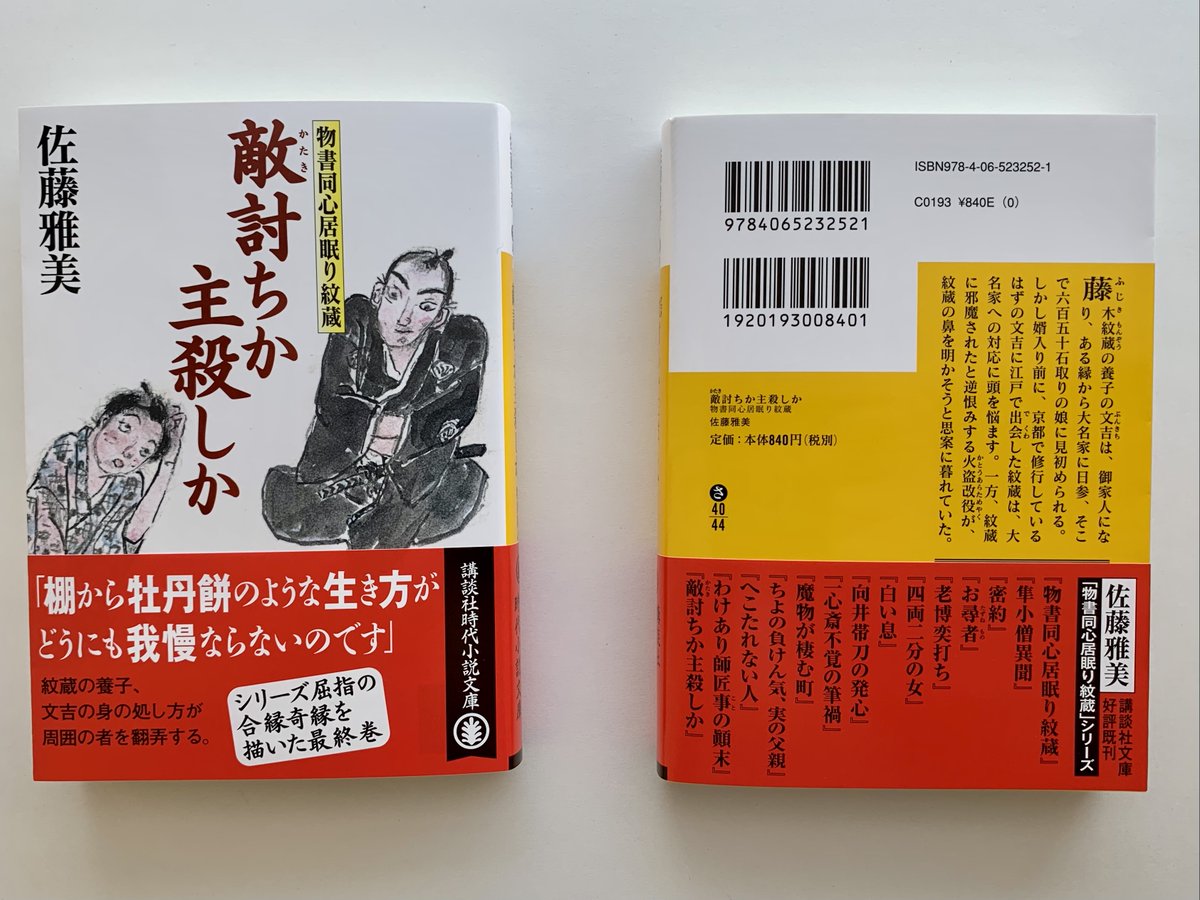 物書同心居眠り紋蔵
かたき
敵討ちか
主殺しか
佐藤雅美
「棚から牡丹餅のような生き方が
どうにも我慢ならないのです」
紋蔵の養子、
文吉の身の処し方が
周囲の者を翻弄する。
シリーズ屈指の
合縁奇縁を
描いた最終巻
講談社時代小説文庫
9784065232521
1920193008401
ISBN978-4-06-523252-1
C0193 ¥840E (0)
藤木紋蔵の養子の文吉は、御家人にな
り、ある縁から大名家に日参、そこ
で六百五十石取りの娘に見初められる。
しかし婿入り前に、京都で修行している
はずの文吉に江戸で出会した紋蔵は、大
名家への対応に頭を悩ます。一方、紋蔵
に邪魔されたと逆恨みする火盗改役が、
紋蔵の鼻を明かそうと思案に暮れていた。
かたき
敵討ちか主殺しか
物書同心居眠り紋蔵
佐藤雅美
定価:本体840円(税別)
さ
40
44
佐藤雅美
講談社文庫
好評既刊
「物書同心居眠り紋蔵」シリーズ
『物書同心居眠り紋蔵』
『隼小僧異聞』
『密約』
『お尋者』
『老博奕打ち』
『四両二分の女』
『白い息』
『向井帯刀の発心』
『一心斎不覚の筆禍』
『魔物が棲む町』
『ちよの負けん気、実の父親』
『へこたれない人』
『わけあり師匠事の顛末』
『敵討ちか主殺しか』